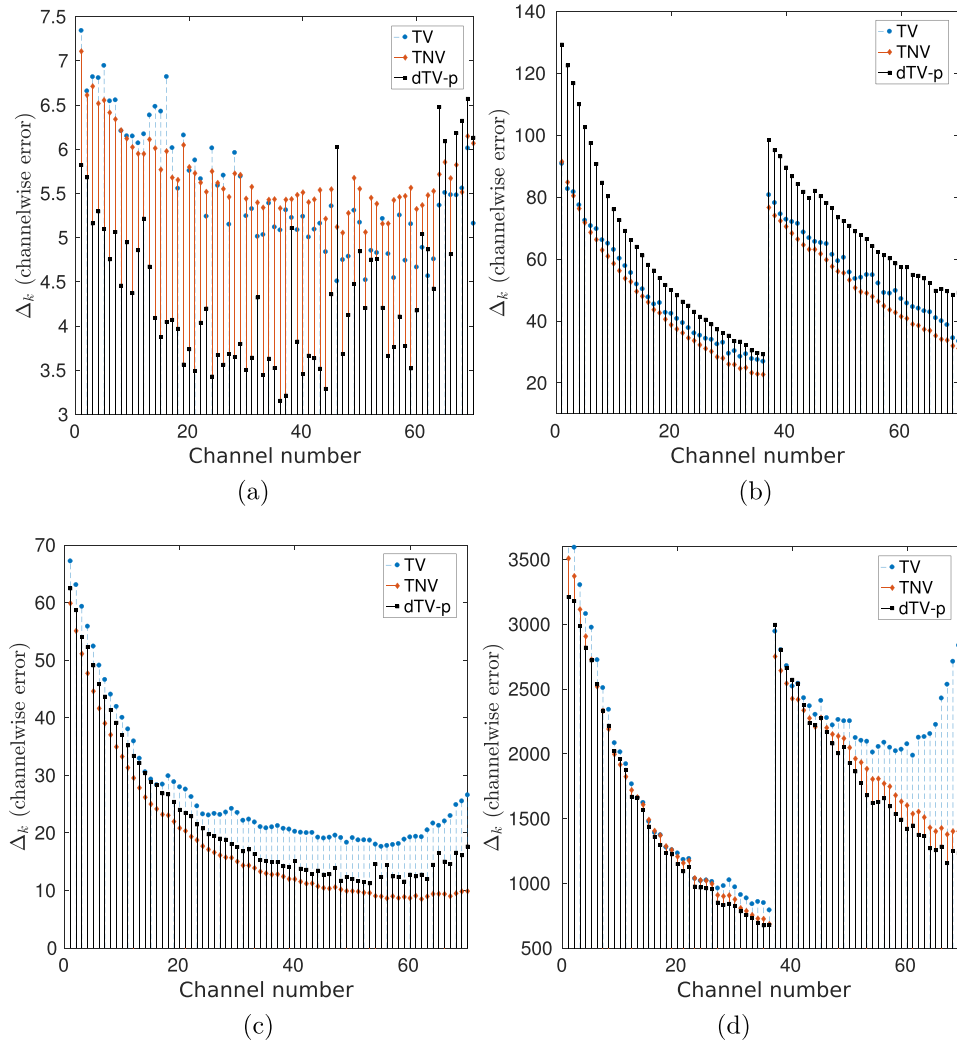 7.5
7
6.5
6
5.5
5
4.5
4
3.5
3
0
20
40
60
Δk (channelwise error)
Channel number
TV
TNV
dTV-p
(a)
140
120
100
80
60
40
20
0
20
40
60
Δk (channelwise error)
Channel number
TV
TNV
dTV-p
(b)
70
60
50
40
30
20
10
0
0
20
40
60
Δk (channelwise error)
Channel number
TV
TNV
dTV-p
(c)
3500
3000
2500
2000
1500
1000
500
0
20
40
60
Δk (channelwise error)
Channel number
TV
TNV
dTV-p
(d)